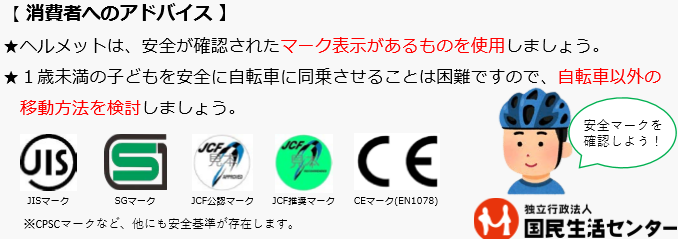 【 消費者へのアドバイス 】
★ヘルメットは、安全が確認されたマーク表示があるものを使用しましょう。
★１歳未満の子どもを安全に自転車に同乗させることは困難ですので、自転車以外の
移動方法を検討しましょう。
安全マークを
確認しよう！
JIS
SG
JCF
見本
JCF
見本
CE
JISマーク
SGマーク
JCF公認マーク
JCF推奨マーク
CEマーク(EN1078)
※CPSCマークなど、他にも安全基準が存在します。
独立行政法人
国民生活センター